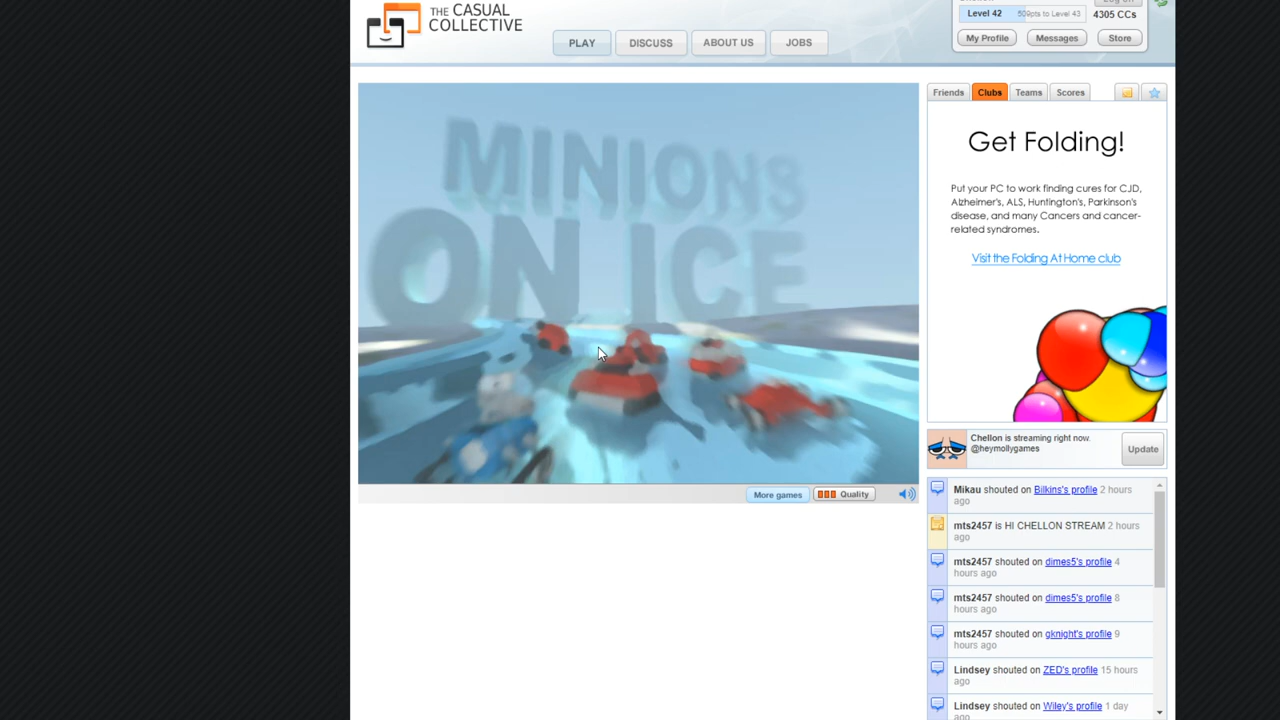 THE CASUAL
COLLECTIVE
PLAY
DISCUSS
ABOUT US
JOBS
Level 42
509pts to Level 43
4305 CCs
My Profile
Messages
Store
MINIONS
ON ICE
More games
Quality
Friends
Clubs
Teams
Scores
Get Folding!
Put your PC to work finding cures for CJD,
Alzheimer's, ALS, Huntington's, Parkinson's
disease, and many Cancers and cancer-
related syndromes.
Visit the Folding At Home club
Chellon is streaming right now.
@heymollygames
Update
Mikau shouted on Bilkins's profile 2 hours
ago
mts2457 is HI CHELLON STREAM 2 hours
ago
mts2457 shouted on dimes5's profile 4
hours ago
mts2457 shouted on dimes5's profile 8
hours ago
mts2457 shouted on gknight's profile 9
hours ago
Lindsey shouted on ZED's profile 15 hours
ago
Lindsey shouted on Wiley's profile 1 day
ago